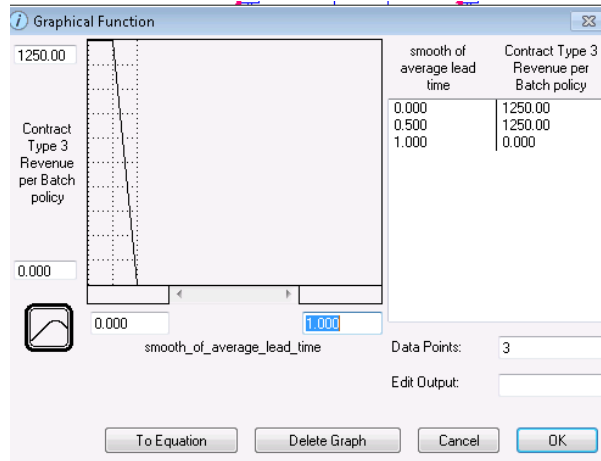 Graphical Function
1250.00
Contract
Type 3
Revenue
per Batch
policy
0.000
0.000
1.000
smooth_of_average_lead_time
smooth of
average lead
time
Contract Type 3
Revenue per
Batch policy
0.000 1250.00
0.500 1250.00
1.000 0.000
Data Points: 3
Edit Output:
To Equation
Delete Graph
Cancel
OK